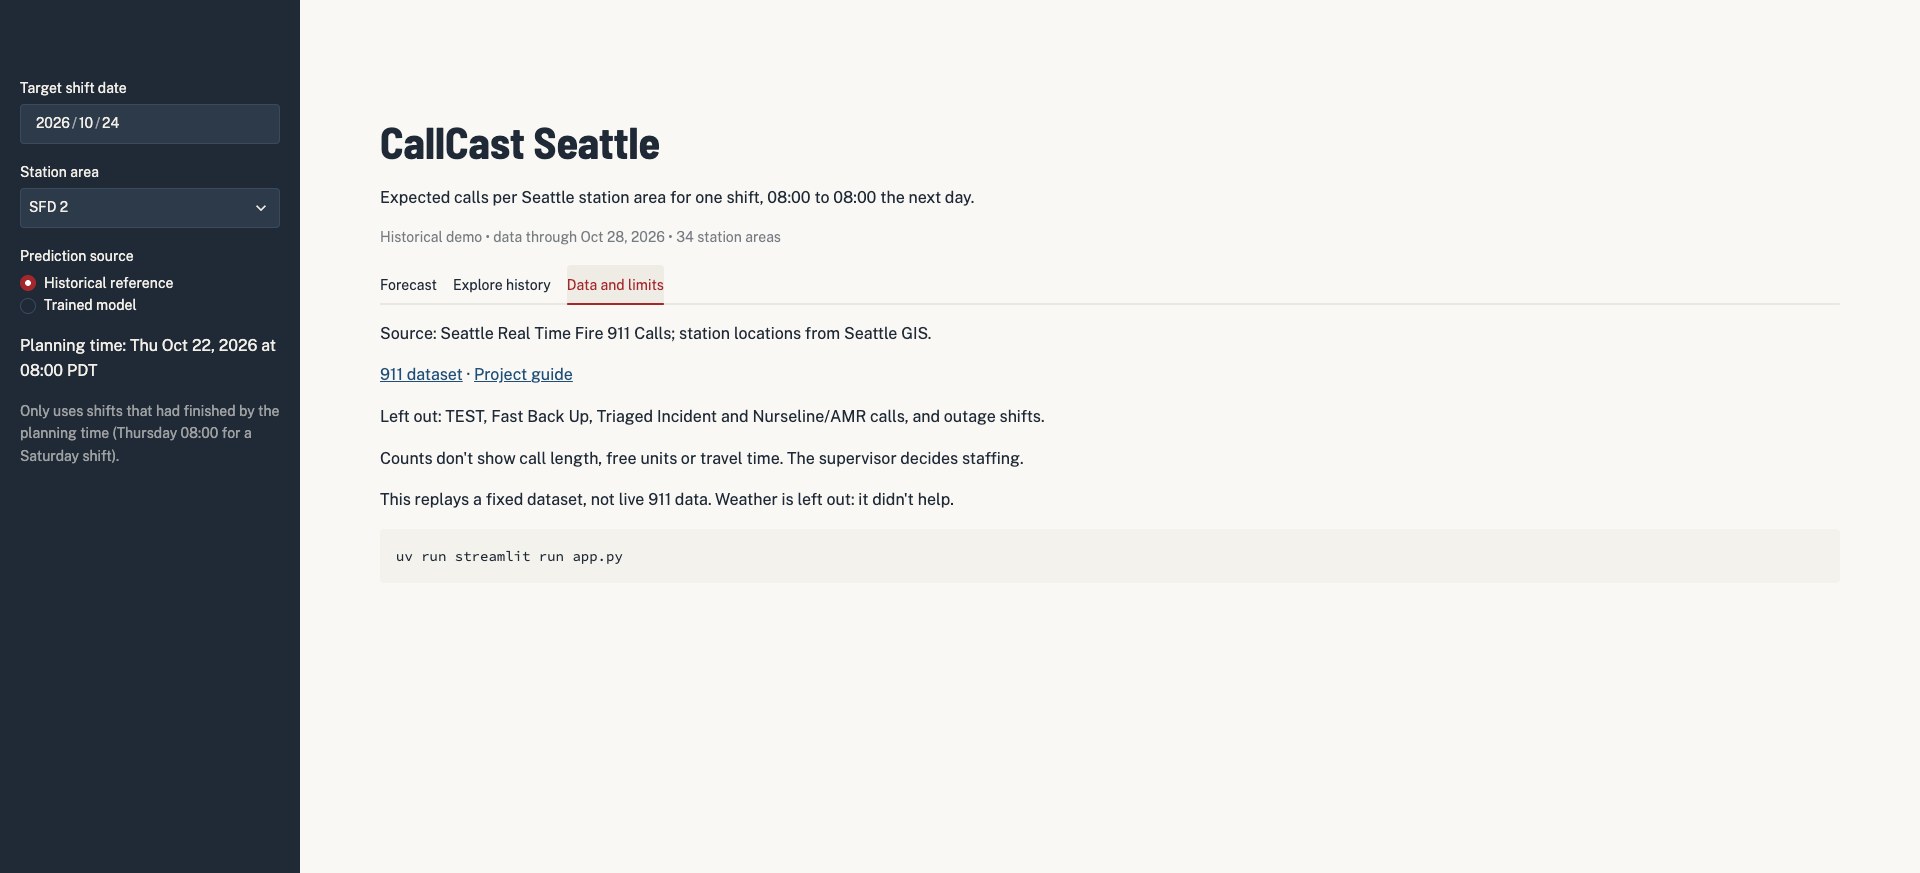 Target shift date
2026/10/24
Station area
SFD 2
Prediction source
Historical reference
Trained model
Planning time: Thu Oct 22, 2026 at
08:00 PDT
Only uses shifts that had finished by the
planning time (Thursday 08:00 for a
Saturday shift).
CallCast Seattle
Expected calls per Seattle station area for one shift, 08:00 to 08:00 the next day.
Historical demo • data through Oct 28, 2026 • 34 station areas
Forecast Explore history Data and limits
Source: Seattle Real Time Fire 911 Calls; station locations from Seattle GIS.
911 dataset · Project guide
Left out: TEST, Fast Back Up, Triaged Incident and Nurseline/AMR calls, and outage shifts.
Counts don't show call length, free units or travel time. The supervisor decides staffing.
This replays a fixed dataset, not live 911 data. Weather is left out: it didn't help.
uv run streamlit run app.py